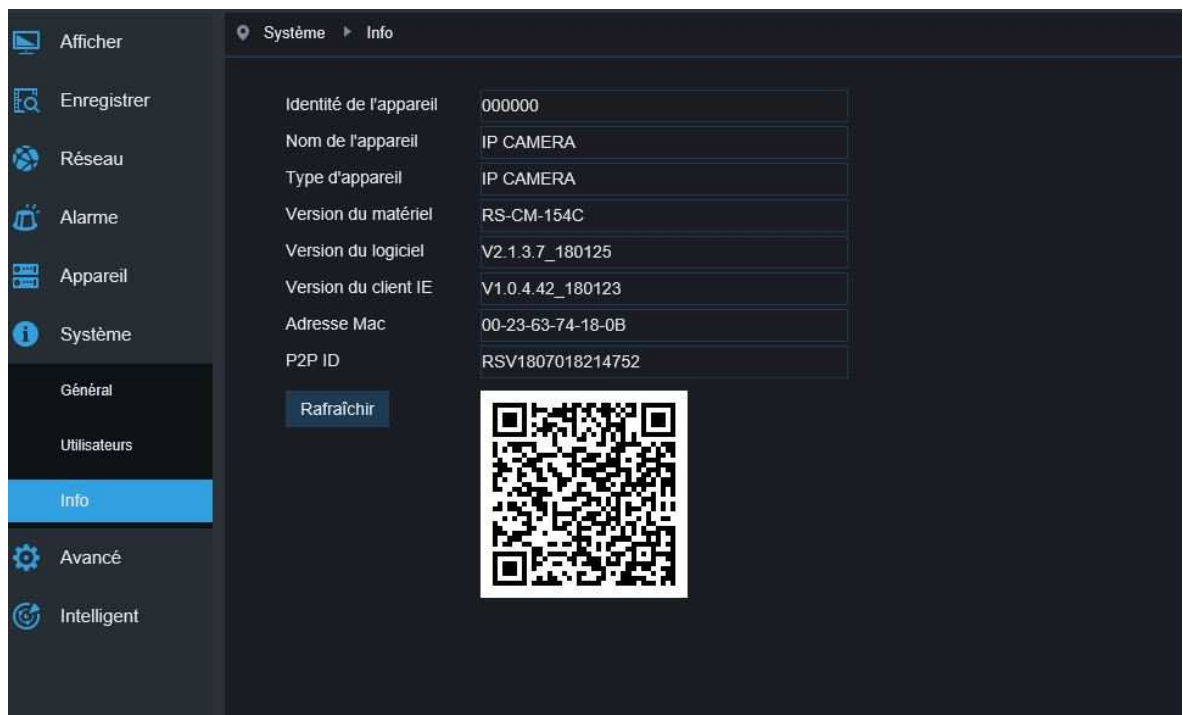 Système Info
Afficher
Enregistrer
Réseau
Alarme
Appareil
Système
Général
Utilisateurs
Info
Avancé
Intelligent
Identité de l'appareil 000000
Nom de l'appareil IP CAMERA
Type d'appareil IP CAMERA
Version du matériel RS-CM-154C
Version du logiciel V2.1.3.7_180125
Version du client IE V1.0.4.42_180123
Adresse Mac 00-23-63-74-18-0B
P2P ID RSV1807018214752
Rafraîchir